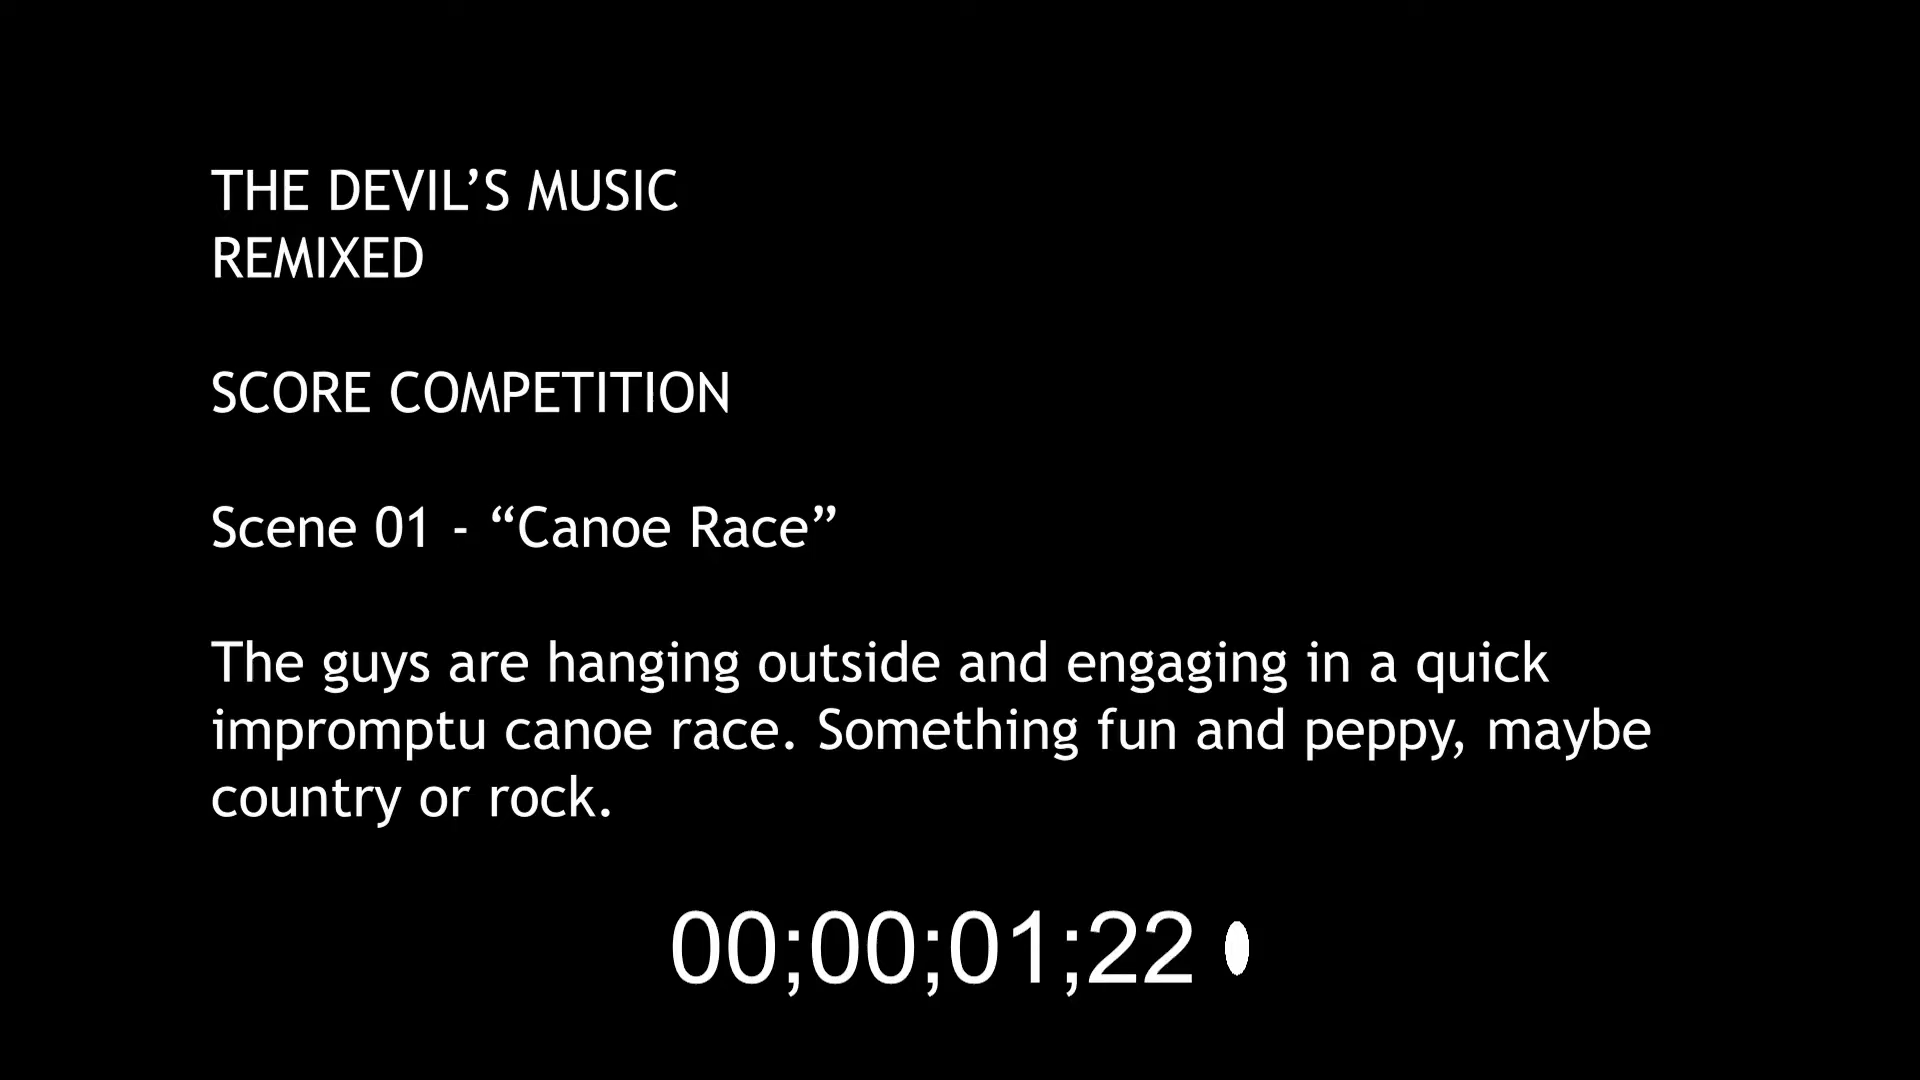 THE DEVIL’S MUSIC
REMIXED
SCORE COMPETITION
Scene 01 - “Canoe Race”
The guys are hanging outside and engaging in a quick
impromptu canoe race. Something fun and peppy, maybe
country or rock.
00;00;01;22